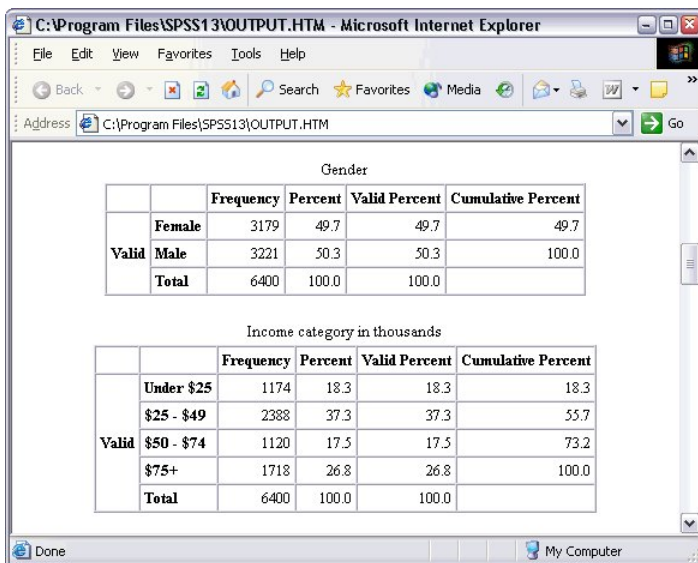 C:\Program Files\SPSS13\OUTPUT.HTM - Microsoft Internet Explorer
File Edit View Favorites Tools Help
Back Search Favorites Media »
Address C:\Program Files\SPSS13\OUTPUT.HTM Go
Gender
Frequency Percent Valid Percent Cumulative Percent
Valid Female 3179 49.7 49.7 49.7
Male 3221 50.3 50.3 100.0
Total 6400 100.0 100.0
Income category in thousands
Frequency Percent Valid Percent Cumulative Percent
Valid Under $25 1174 18.3 18.3 18.3
$25 - $49 2388 37.3 37.3 55.7
$50 - $74 1120 17.5 17.5 73.2
$75+ 1718 26.8 26.8 100.0
Total 6400 100.0 100.0
Done My Computer